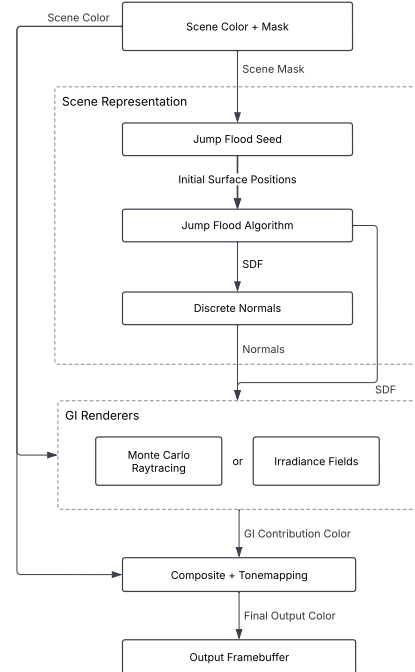 Scene Color
Scene Color + Mask
Scene Mask
Scene Representation
Jump Flood Seed
Initial Surface Positions
Jump Flood Algorithm
SDF
Discrete Normals
Normals
SDF
GI Renderers
Monte Carlo
Raytracing
or
Irradiance Fields
GI Contribution Color
Composite + Tonemapping
Final Output Color
Output Framebuffer